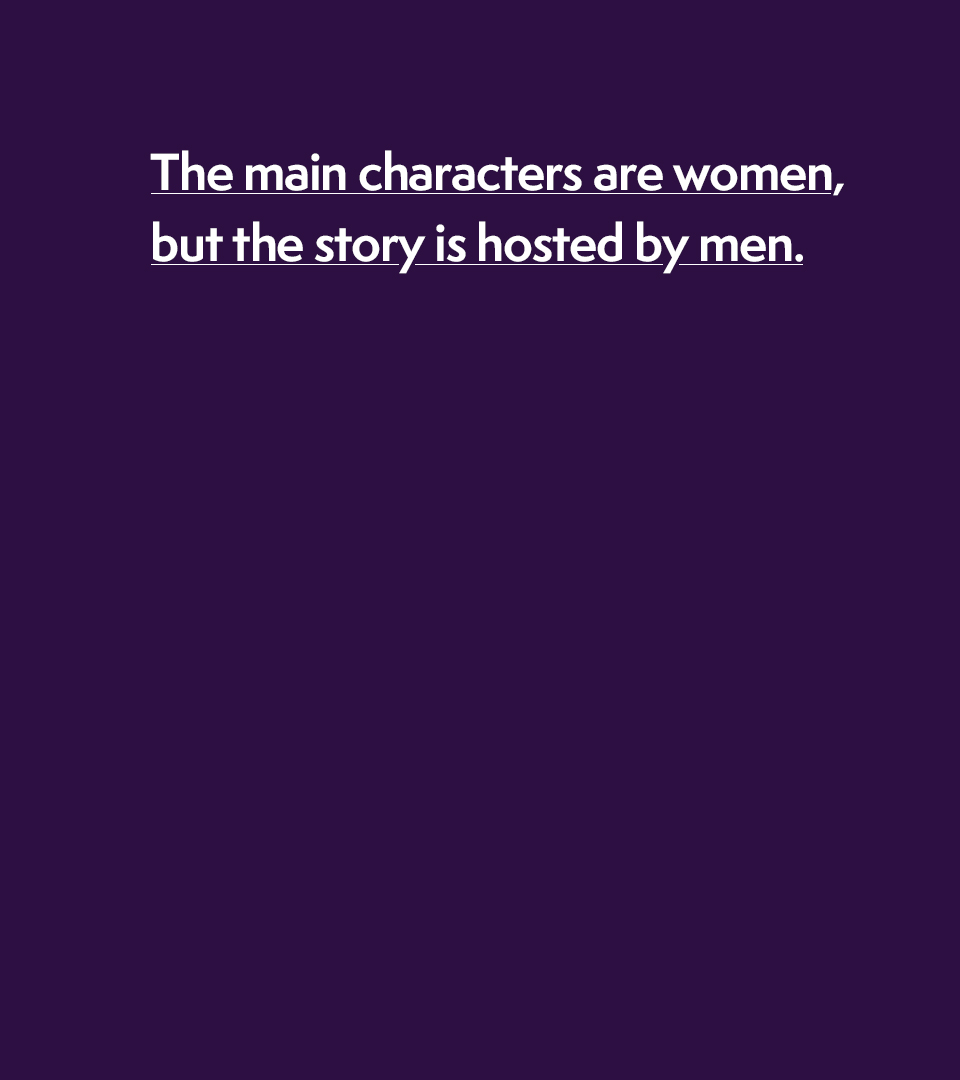 The main characters are women,
but the story is hosted by men.